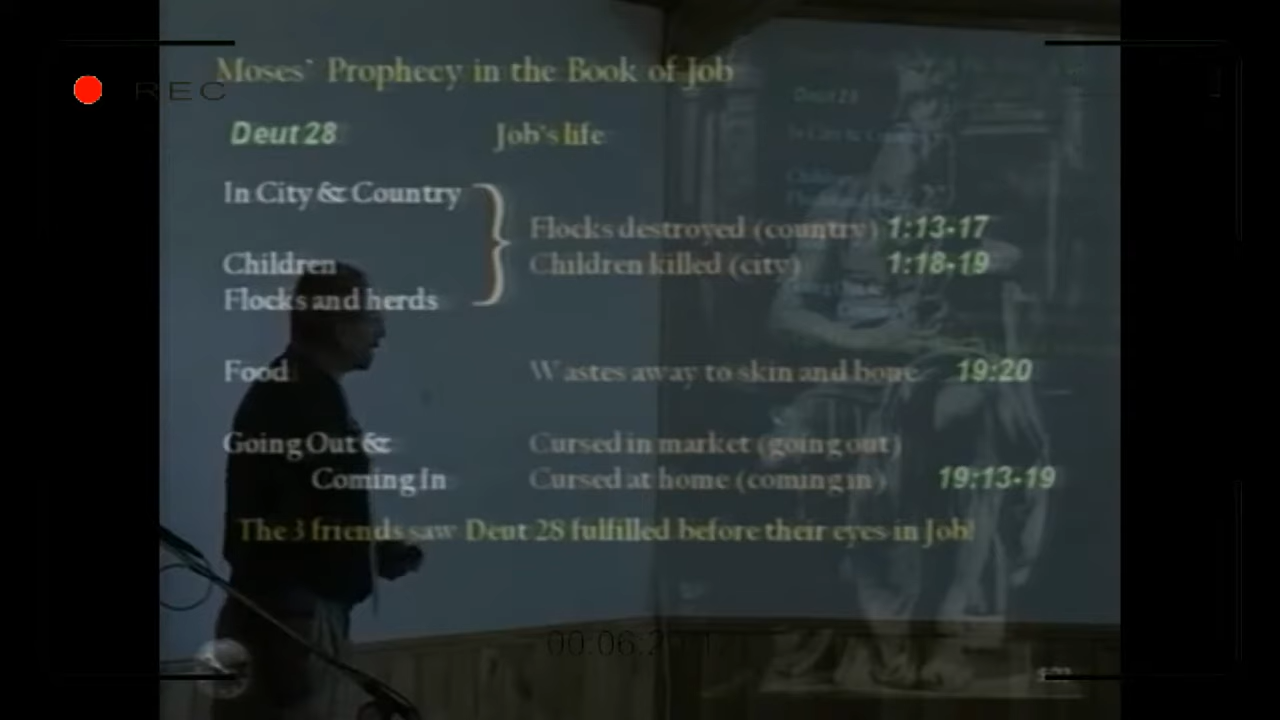 Moses` Prophecy in the Book of Job
REC
Deut 28 Job's life
In City & Country
Flocks destroyed (country) 1:13-17
Children Children killed (city) 1:18-19
Flocks and herds
Food Wastes away to skin and bone 19:20
Going Out & Cursed in market (going out)
Coming In Cursed at home (coming in) 19:13-19
The 3 friends saw Deut 28 fulfilled before their eyes in Job!